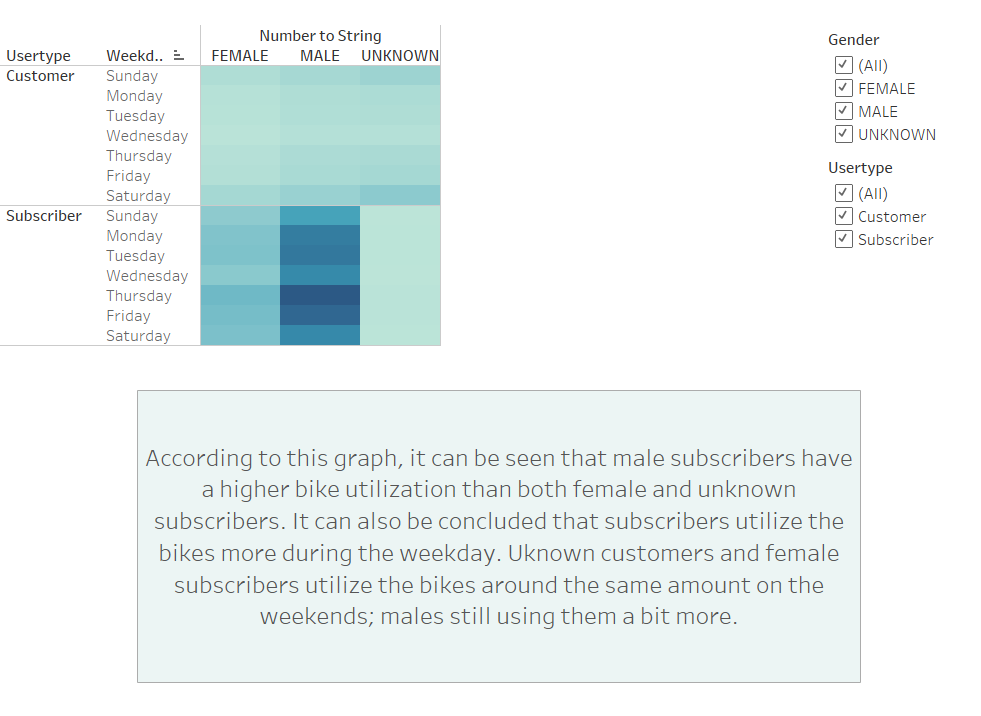 Number to String
Usertype Weekd.. FEMALE MALE UNKNOWN
Customer Sunday
Monday
Tuesday
Wednesday
Thursday
Friday
Saturday
Subscriber Sunday
Monday
Tuesday
Wednesday
Thursday
Friday
Saturday
Gender
(All)
FEMALE
MALE
UNKNOWN
Usertype
(All)
Customer
Subscriber
According to this graph, it can be seen that male subscribers have
a higher bike utilization than both female and unknown
subscribers. It can also be concluded that subscribers utilize the
bikes more during the weekday. Uknown customers and female
subscribers utilize the bikes around the same amount on the
weekends; males still using them a bit more.